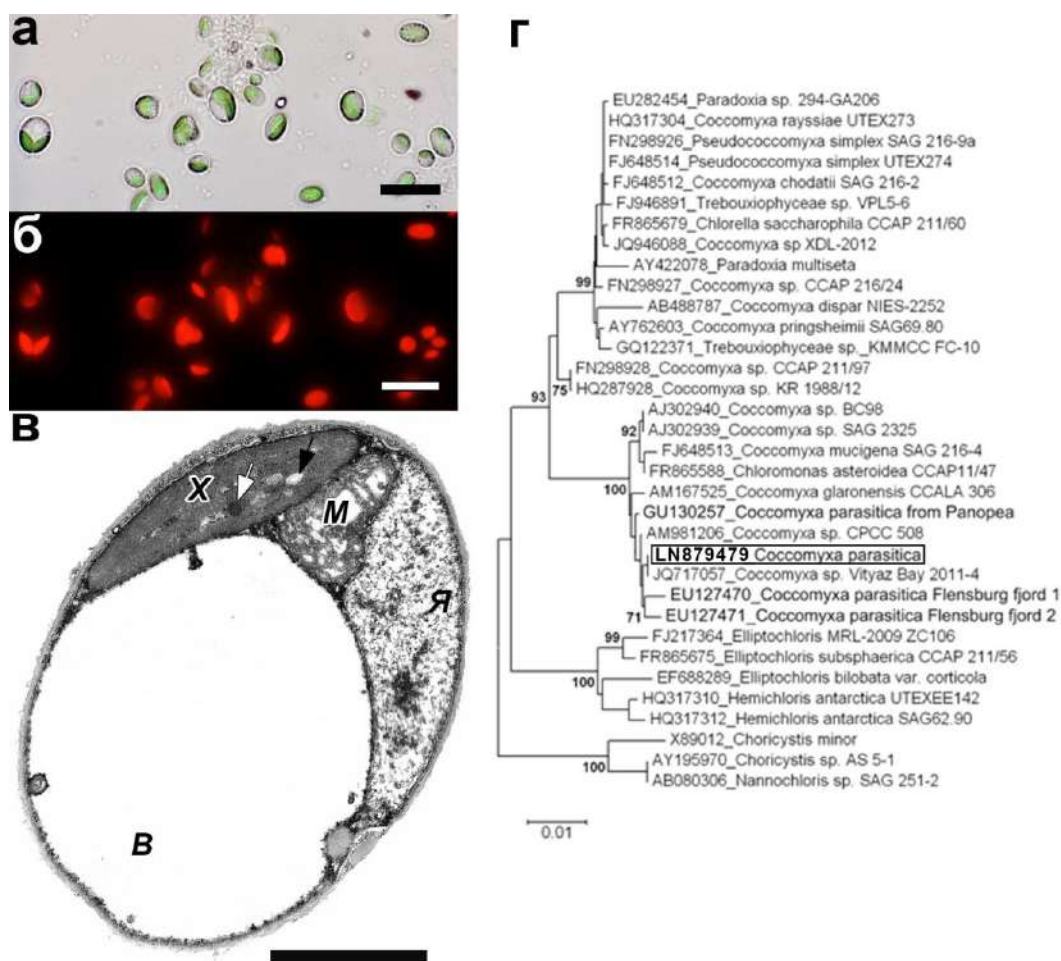 а
б
в
Х
М
Я
В
г
EU282454_Paradoxia sp. 294-GA206
HQ317304_Coccomyxa rayssiae UTEX273
FN298926_Pseudococcomyxa simplex SAG 216-9a
FJ648514_Pseudococcomyxa simplex UTEX274
FJ648512_Coccomyxa chodatii SAG 216-2
FJ946891_Trebouxiophyceae sp. VPL5-6
FR865679_Chlorella saccharophila CCAP 211/60
JQ946088_Coccomyxa sp XDL-2012
AY422078_Paradoxia multiseta
99
FN298927_Coccomyxa sp. CCAP 216/24
AB488787_Coccomyxa dispar NIES-2252
AY762603_Coccomyxa pringsheimii SAG69.80
GQ122371_Trebouxiophyceae sp._KMMCC FC-10
FN298928_Coccomyxa sp. CCAP 211/97
93
75
HQ287928_Coccomyxa sp. KR 1988/12
AJ302940_Coccomyxa sp. BC98
92
AJ302939_Coccomyxa sp. SAG 2325
FJ648513_Coccomyxa mucigena SAG 216-4
FR865588_Chloromonas asteroidea CCAP11/47
100
AM167525_Coccomyxa glaronensis CCALA 306
GU130257_Coccomyxa parasitica from Panopea
AM981206_Coccomyxa sp. CPCC 508
LN879479 Coccomyxa parasitica
JQ717057_Coccomyxa sp. Vityaz Bay 2011-4
EU127470_Coccomyxa parasitica Flensburg fjord 1
71
EU127471_Coccomyxa parasitica Flensburg fjord 2
99
FJ217364_Elliptochloris MRL-2009 ZC106
FR865675_Elliptochloris subsphaerica CCAP 211/56
100
EF688289_Elliptochloris bilobata var. corticola
HQ317310_Hemichloris antarctica UTEXEE142
HQ317312_Hemichloris antarctica SAG62.90
X89012_Choricystis minor
100
AY195970_Choricystis sp. AS 5-1
AB080306_Nannochloris sp. SAG 251-2
0.01